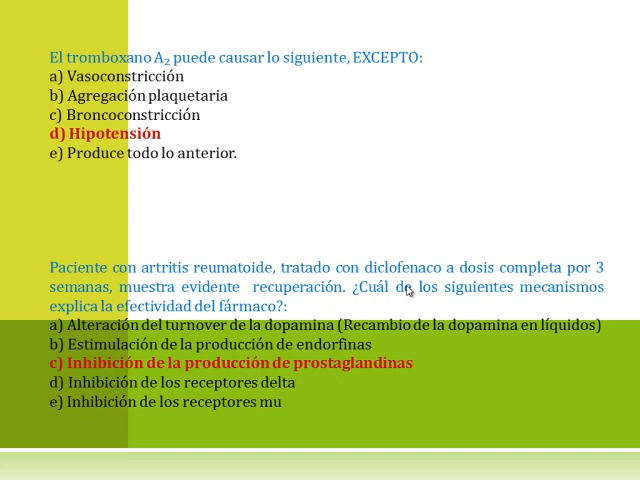 El tromboxano A₂ puede causar lo siguiente, EXCEPTO:
a) Vasoconstricción
b) Agregación plaquetaria
c) Broncoconstricción
d) Hipotensión
e) Produce todo lo anterior.
Paciente con artritis reumatoide, tratado con diclofenaco a dosis completa por 3
semanas, muestra evidente recuperación. ¿Cuál de los siguientes mecanismos
explica la efectividad del fármaco?:
a) Alteración del turnover de la dopamina (Recambio de la dopamina en líquidos)
b) Estimulación de la producción de endorfinas
c) Inhibición de la producción de prostaglandinas
d) Inhibición de los receptores delta
e) Inhibición de los receptores mu